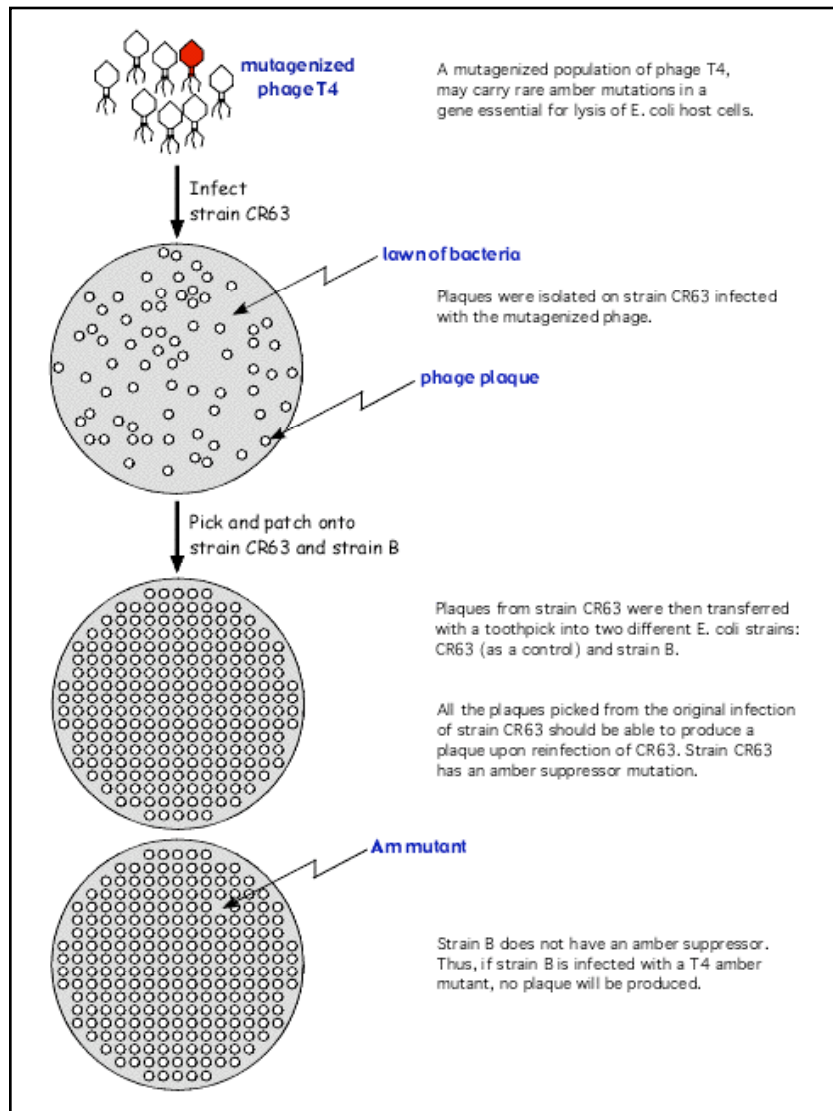 mutagenized
phage T4
A mutagenized population of phage T4,
may carry rare amber mutations in a
gene essential for lysis of E. coli host cells.
Infect
strain CR63
lawn of bacteria
Plaques were isolated on strain CR63 infected
with the mutagenized phage.
phage plaque
Pick and patch onto
strain CR63 and strain B
Plaques from strain CR63 were then transferred
with a toothpick into two different E. coli strains:
CR63 (as a control) and strain B.
All the plaques picked from the original infection
of strain CR63 should be able to produce a
plaque upon reinfection of CR63. Strain CR63
has an amber suppressor mutation.
Am mutant
Strain B does not have an amber suppressor.
Thus, if strain B is infected with a T4 amber
mutant, no plaque will be produced.